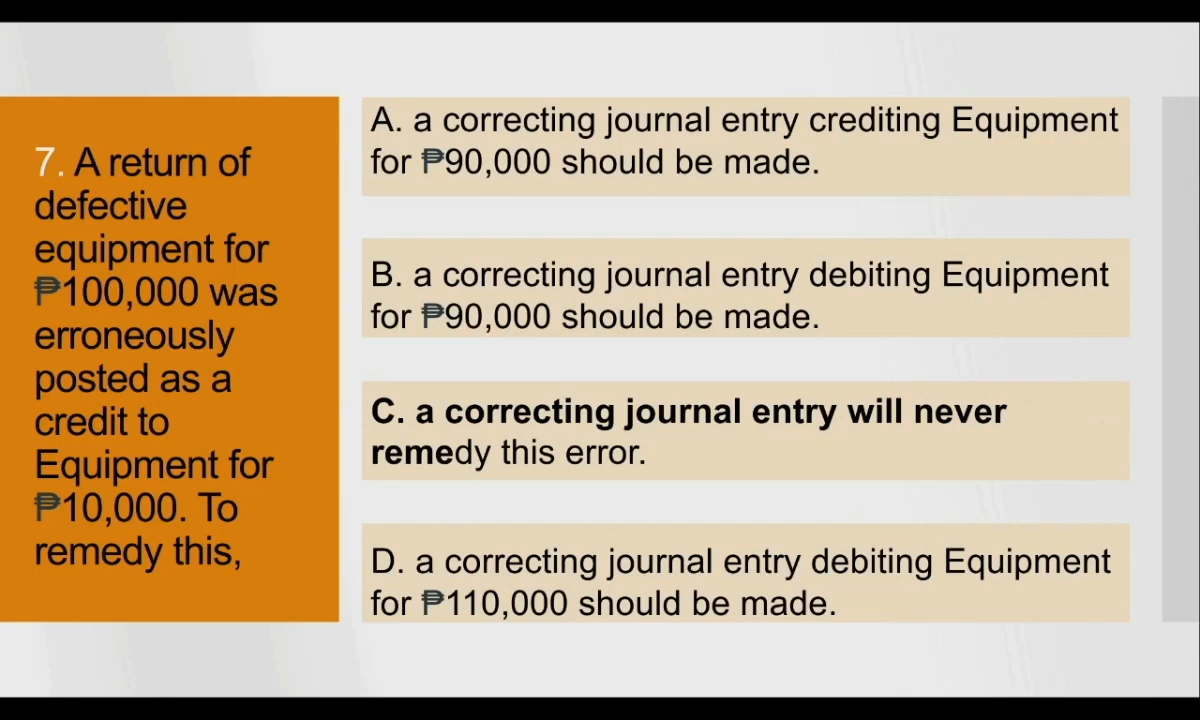 7. A return of
defective
equipment for
₱100,000 was
erroneously
posted as a
credit to
Equipment for
₱10,000. To
remedy this,
A. a correcting journal entry crediting Equipment
for ₱90,000 should be made.
B. a correcting journal entry debiting Equipment
for ₱90,000 should be made.
C. a correcting journal entry will never
remedy this error.
D. a correcting journal entry debiting Equipment
for ₱110,000 should be made.